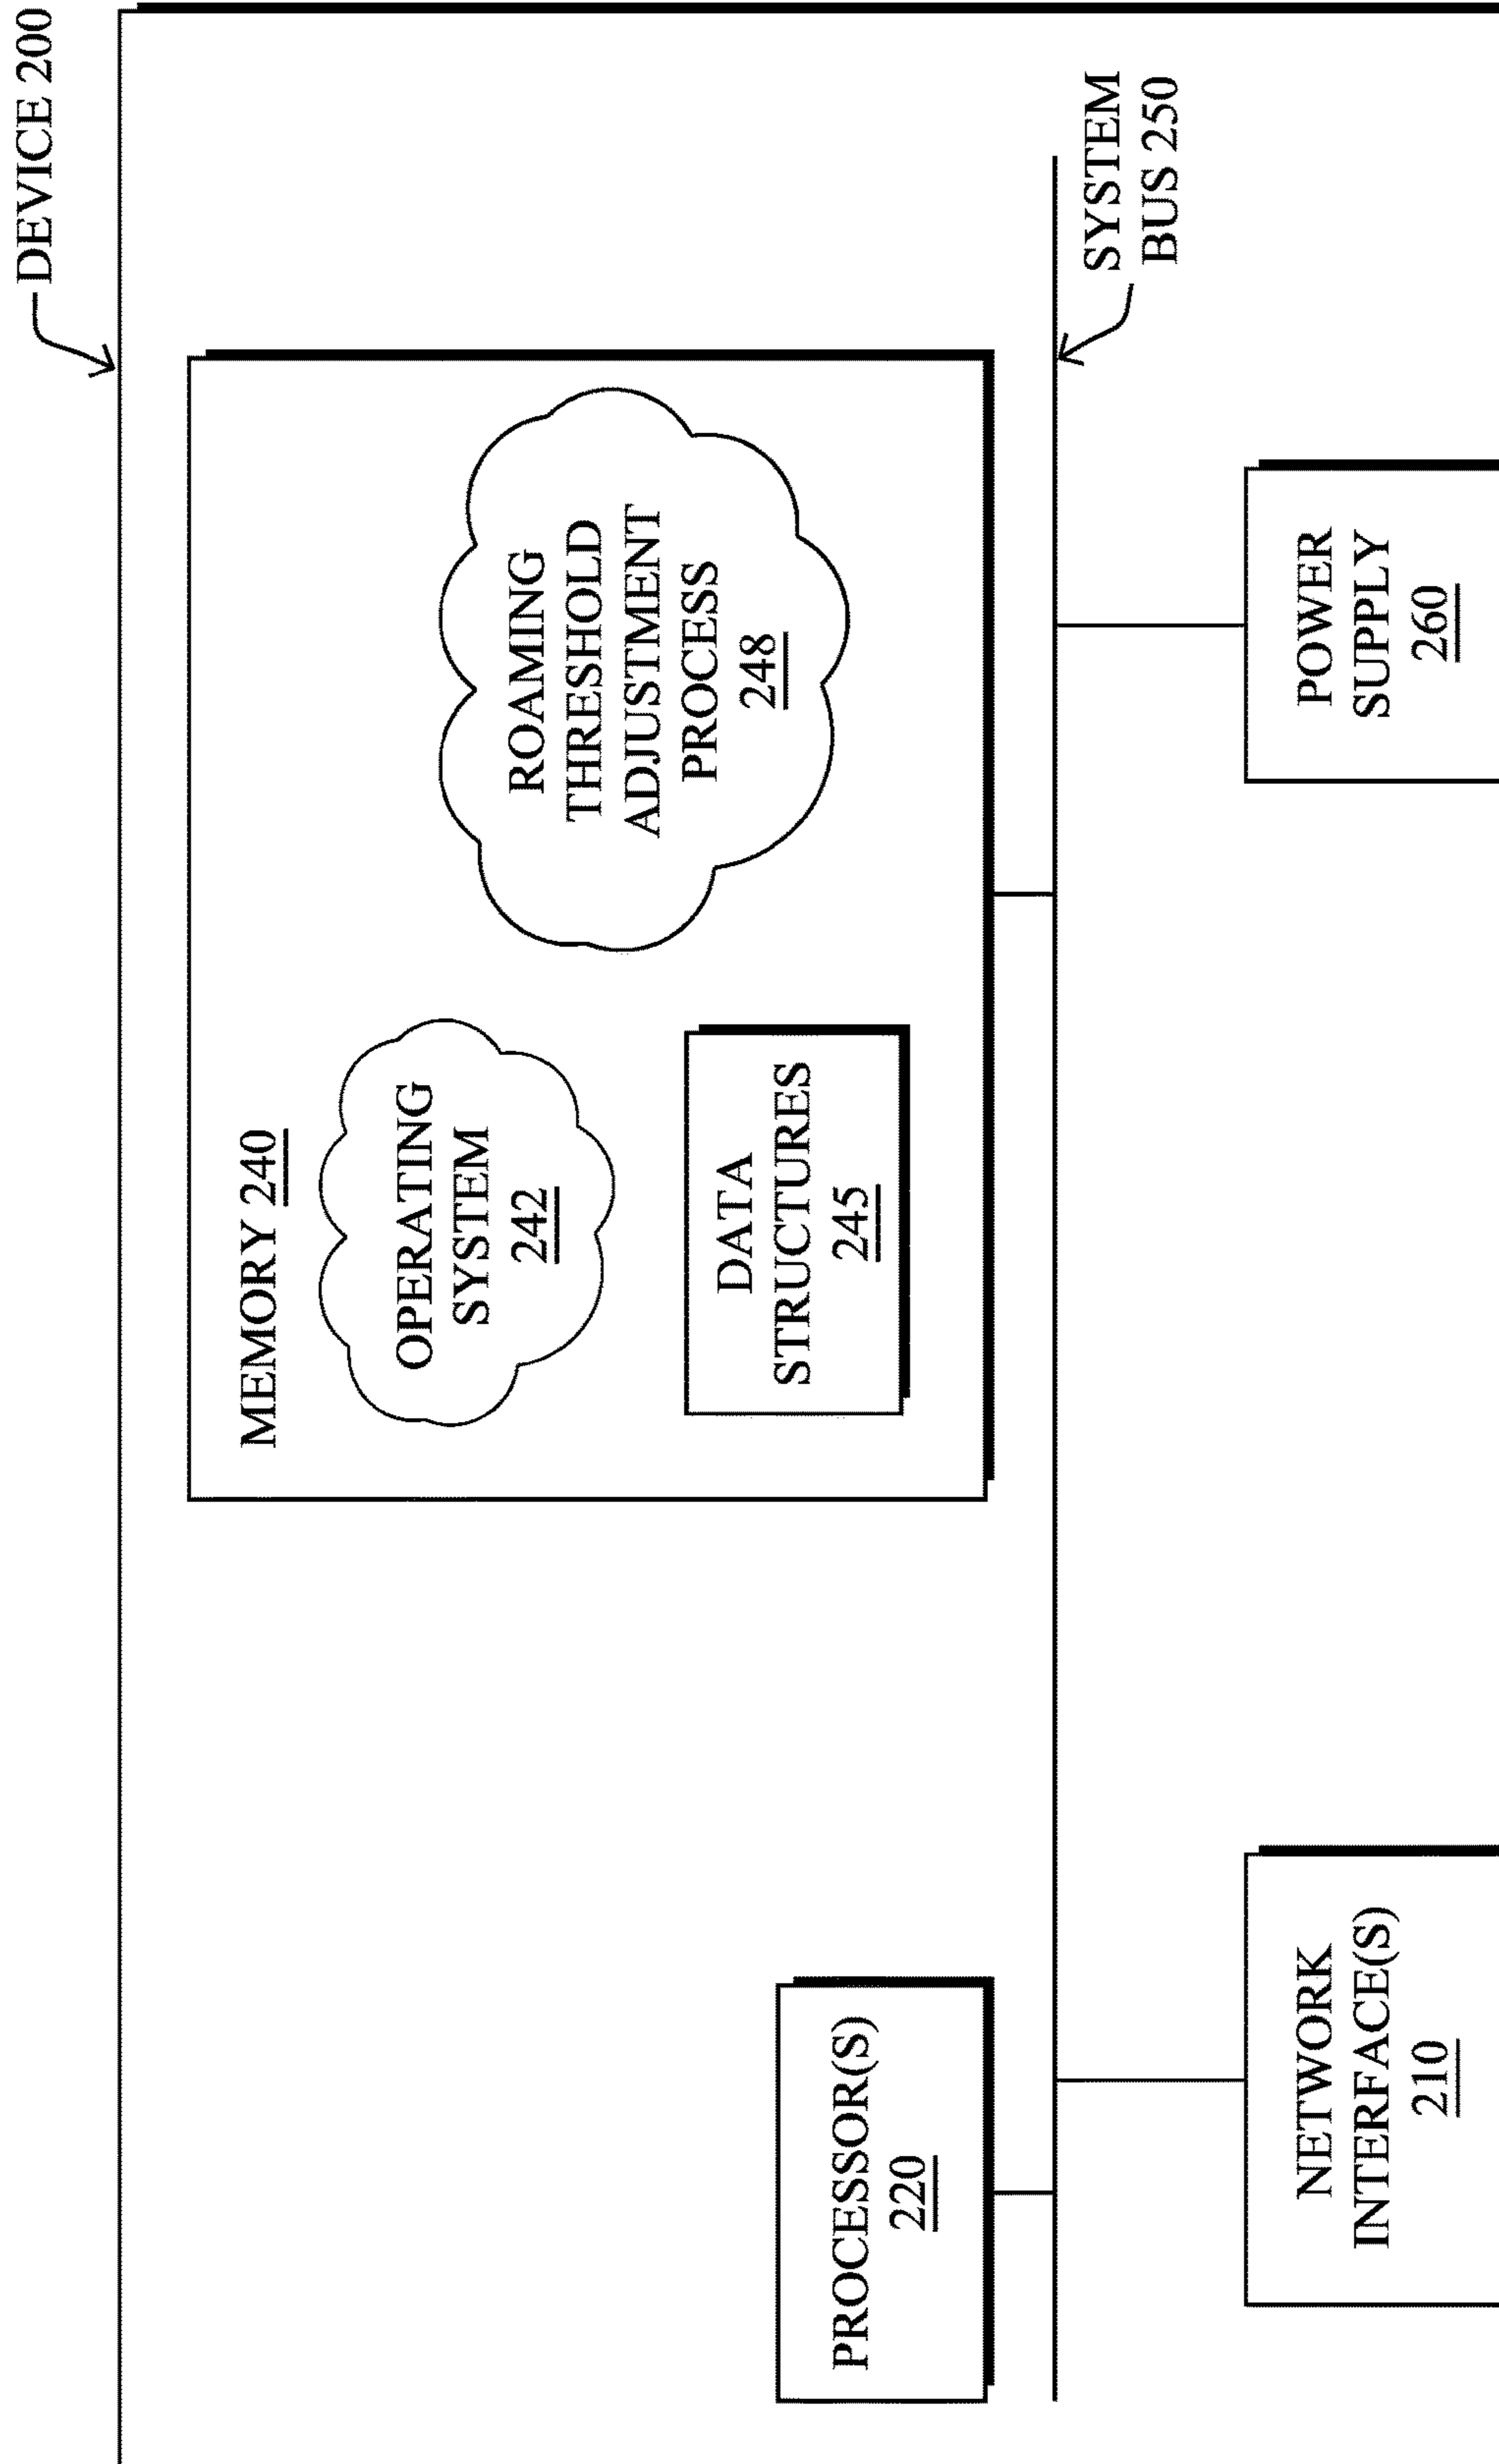 DEVICE 200
MEMORY 240
OPERATING
SYSTEM
242
ROAMING
THRESHOLD
ADJUSTMENT
PROCESS
248
DATA
STRUCTURES
245
PROCESSOR(S)
220
SYSTEM
BUS 250
NETWORK
INTERFACE(S)
210
POWER
SUPPLY
260